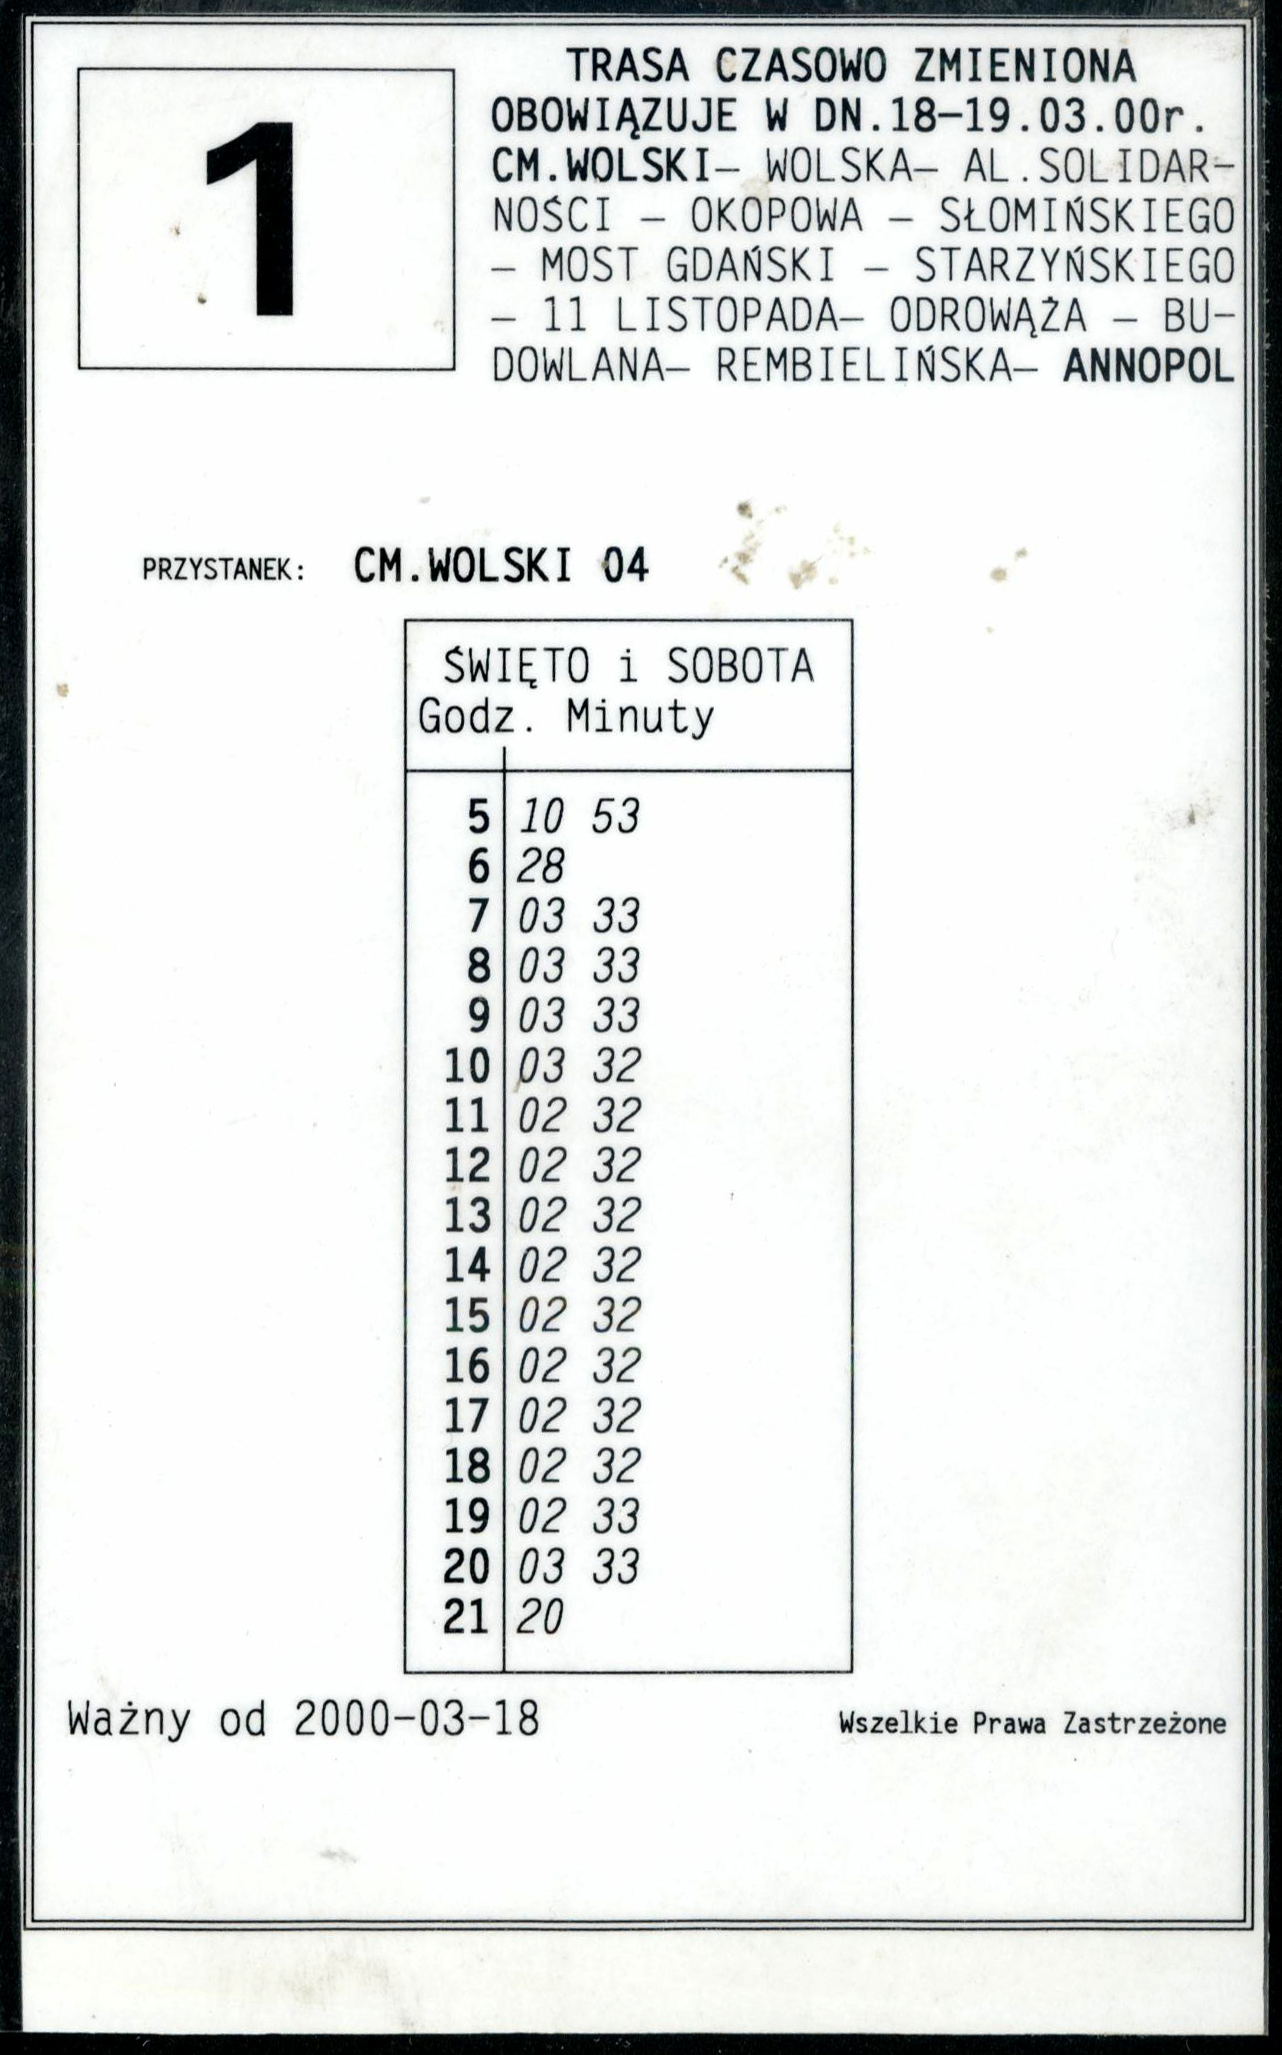 1
TRASA CZASOWO ZMIENIONA
OBOWIĄZUJE W DN.18-19.03.00r.
CM.WOLSKI- WOLSKA- AL.SOLIDAR-
NOŚCI - OKOPOWA - SŁOMIŃSKIEGO
- MOST GDAŃSKI - STARZYŃSKIEGO
- 11 LISTOPADA- ODROWĄŻA - BU-
DOWLANA- REMBIELIŃSKA- ANNOPOL
PRZYSTANEK: CM.WOLSKI 04
ŚWIĘTO i SOBOTA
Godz. Minuty
5 10 53
6 28
7 03 33
8 03 33
9 03 33
10 03 32
11 02 32
12 02 32
13 02 32
14 02 32
15 02 32
16 02 32
17 02 32
18 02 32
19 02 33
20 03 33
21 20
Ważny od 2000-03-18
Wszelkie Prawa Zastrzeżone